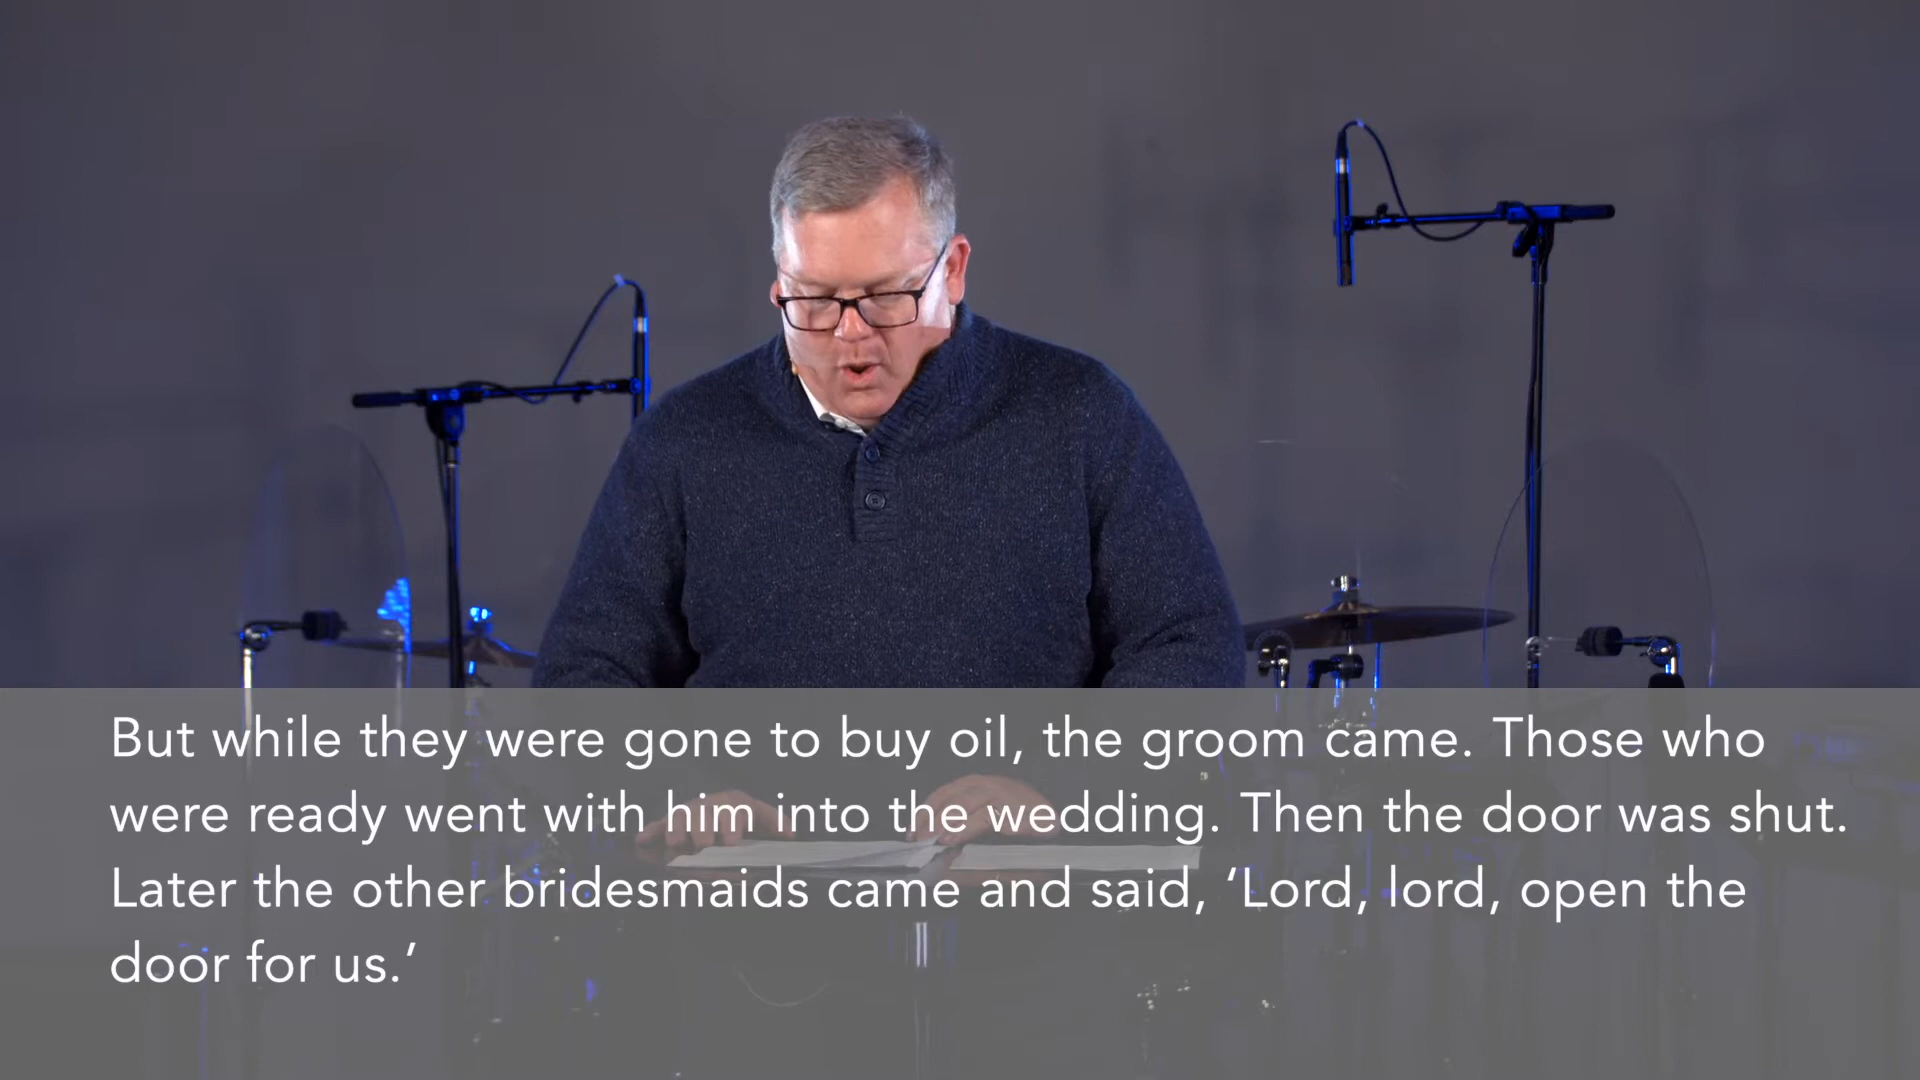 But while they were gone to buy oil, the groom came. Those who
were ready went with him into the wedding. Then the door was shut.
Later the other bridesmaids came and said, ‘Lord, lord, open the
door for us.’